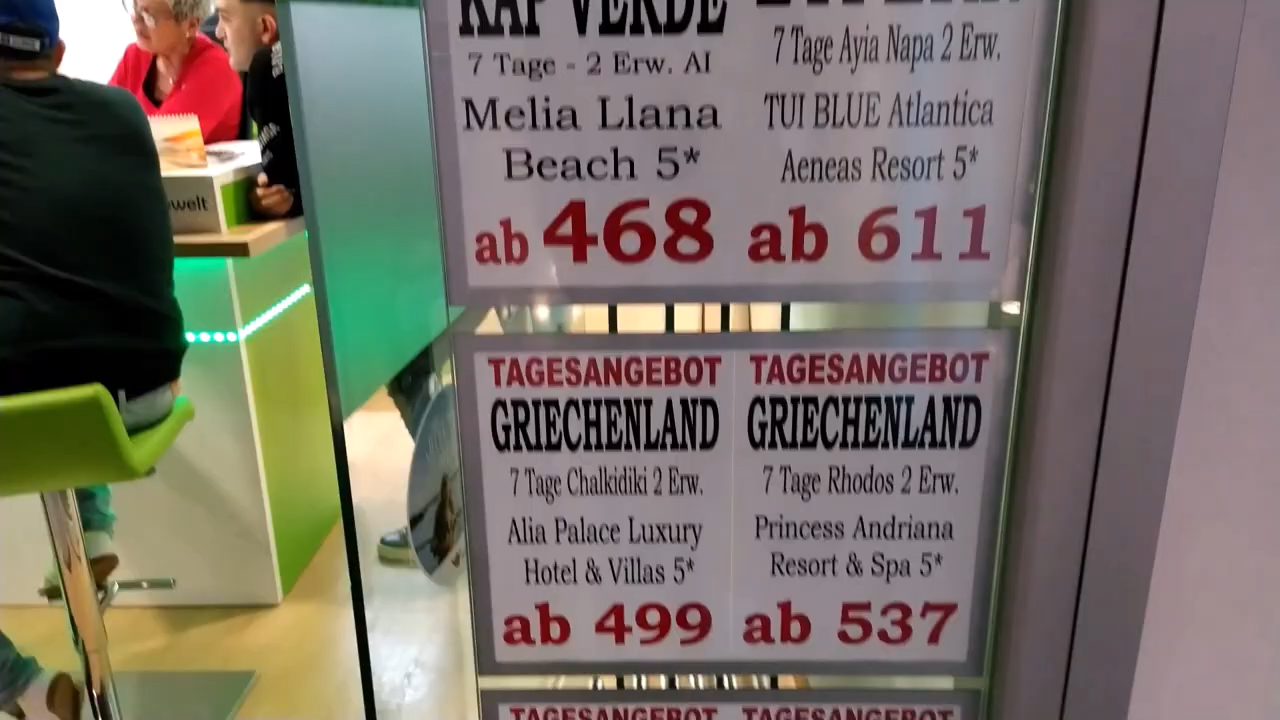 KAP VERDE
7 Tage - 2 Erw. AI
Melia Llana
Beach 5*
ab 468
7 Tage Ayia Napa 2 Erw.
TUI BLUE Atlantica
Aeneas Resort 5*
ab 611
TAGESANGEBOT
GRIECHENLAND
7 Tage Chalkidiki 2 Erw.
Alia Palace Luxury
Hotel & Villas 5*
ab 499
TAGESANGEBOT
GRIECHENLAND
7 Tage Rhodos 2 Erw.
Princess Andriana
Resort & Spa 5*
ab 537
TAGESANGEBOT
TAGESANGEBOT